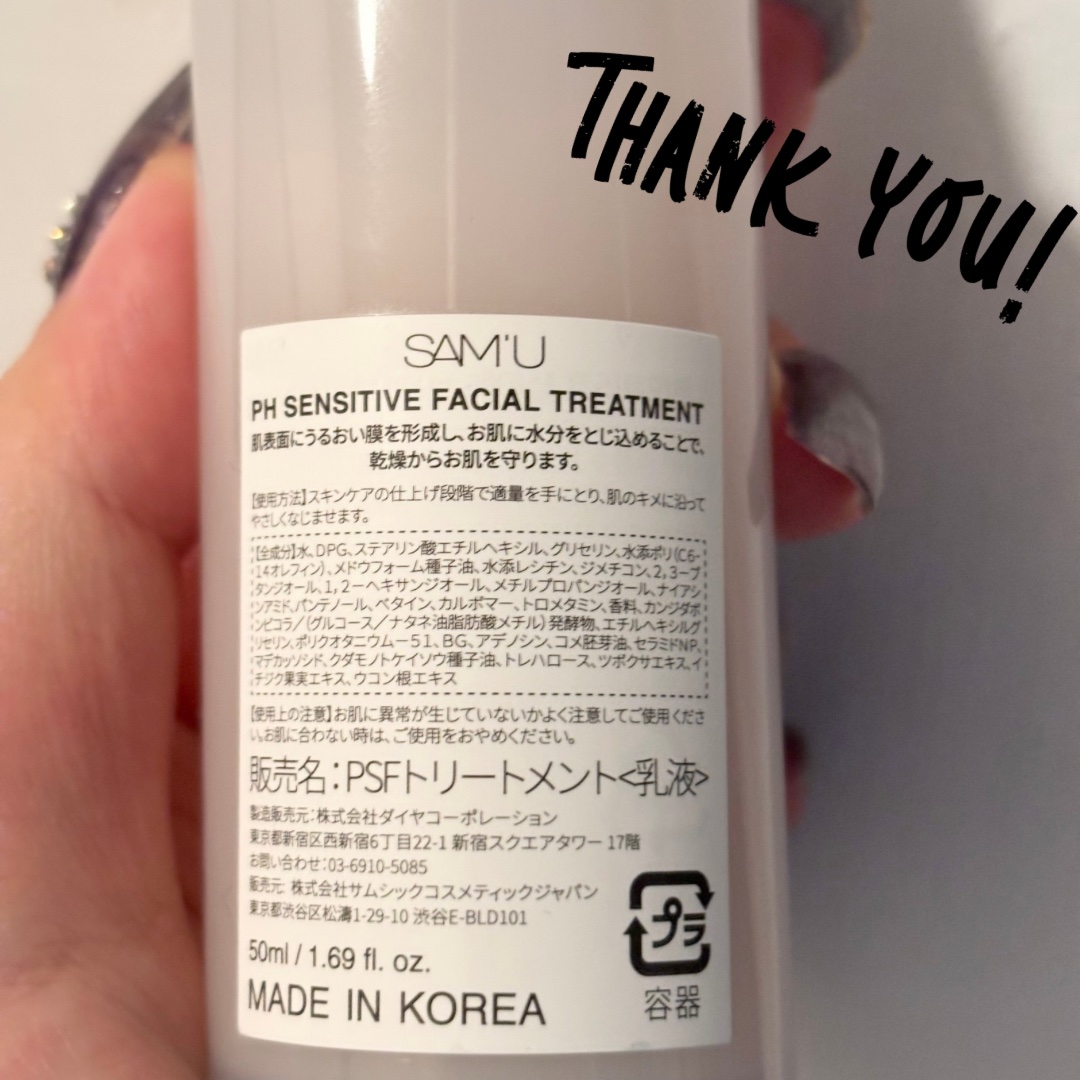 THANK YOU!
SAM'U
PH SENSITIVE FACIAL TREATMENT
肌表面にうるおい膜を形成し、お肌に水分をとじ込めることで、
乾燥からお肌を守ります。
【使用方法】スキンケアの仕上げ段階で適量を手にとり、肌のキメに沿って
やさしくなじませます。
【全成分】水、DPG、ステアリン酸エチルヘキシル、グリセリン、水添ポリ(C6-
14オレフィン)、メドウフォーム種子油、水添レシチン、ジメチコン、2,3-ブ
タンジオール、1,2-ヘキサンジオール、メチルプロパンジオール、ナイアシ
ンアミド、パンテノール、ベタイン、カルボマー、トロメタミン、香料、カンジダボ
ンビコラ/(グルコース/ナタネ油脂肪酸メチル)発酵物、エチルヘキシルグ
リセリン、ポリクオタニウム-51、BG、アデノシン、コメ胚芽油、セラミドNP、
マデカッソシド、クダモノトケイソウ種子油、トレハロース、ツボクサエキス、イ
チジク果実エキス、ウコン根エキス
【使用上の注意】お肌に異常が生じていないかよく注意してご使用くださ
い。お肌に合わない時は、ご使用をおやめください。
販売名:PSFトリートメント<乳液>
製造販売元:株式会社ダイヤコーポレーション
東京都新宿区西新宿6丁目22-1 新宿スクエアタワー 17階
お問い合わせ:03-6910-5085
販売元: 株式会社サムシックコスメティックジャパン
東京都渋谷区松濤1-29-10 渋谷E-BLD101
50ml / 1.69 fl. oz.
MADE IN KOREA
プラ
容器